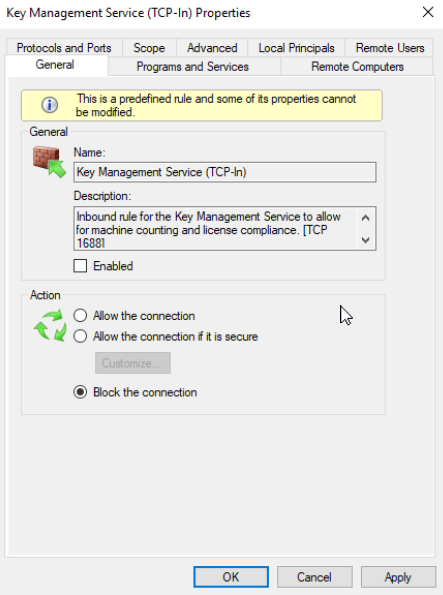 Key Management Service (TCP-In) Properties
Protocols and Ports Scope Advanced Local Principals Remote Users
General Programs and Services Remote Computers
This is a predefined rule and some of its properties cannot
be modified.
General
Name:
Key Management Service (TCP-In)
Description:
Inbound rule for the Key Management Service to allow
for machine counting and license compliance. [TCP
1688]
Enabled
Action
Allow the connection
Allow the connection if it is secure
Customize...
Block the connection
OK Cancel Apply